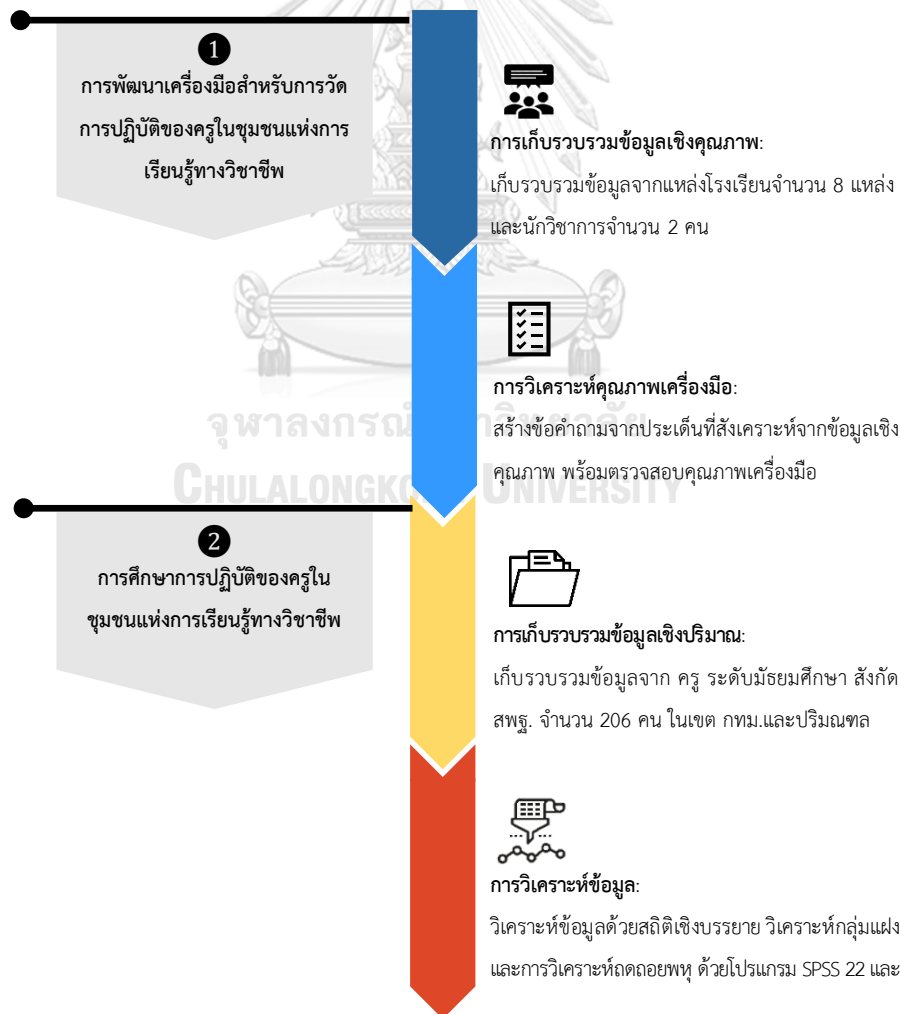 ❶
การพัฒนาเครื่องมือสำหรับการวัด
การปฏิบัติของครูในชุมชนแห่งการ
เรียนรู้ทางวิชาชีพ
การเก็บรวบรวมข้อมูลเชิงคุณภาพ:
เก็บรวบรวมข้อมูลจากแหล่งโรงเรียนจำนวน 8 แหล่ง
และนักวิชาการจำนวน 2 คน
การวิเคราะห์คุณภาพเครื่องมือ:
สร้างข้อคำถามจากประเด็นที่สังเคราะห์จากข้อมูลเชิง
คุณภาพ พร้อมตรวจสอบคุณภาพเครื่องมือ
❷
การศึกษาการปฏิบัติของครูใน
ชุมชนแห่งการเรียนรู้ทางวิชาชีพ
การเก็บรวบรวมข้อมูลเชิงปริมาณ:
เก็บรวบรวมข้อมูลจาก ครู ระดับมัธยมศึกษา สังกัด
สพฐ. จำนวน 206 คน ในเขต กทม.และปริมณฑล
การวิเคราะห์ข้อมูล:
วิเคราะห์ข้อมูลด้วยสถิติเชิงบรรยาย วิเคราะห์กลุ่มแฝง
และการวิเคราะห์ถดถอยพหุ ด้วยโปรแกรม SPSS 22 และ